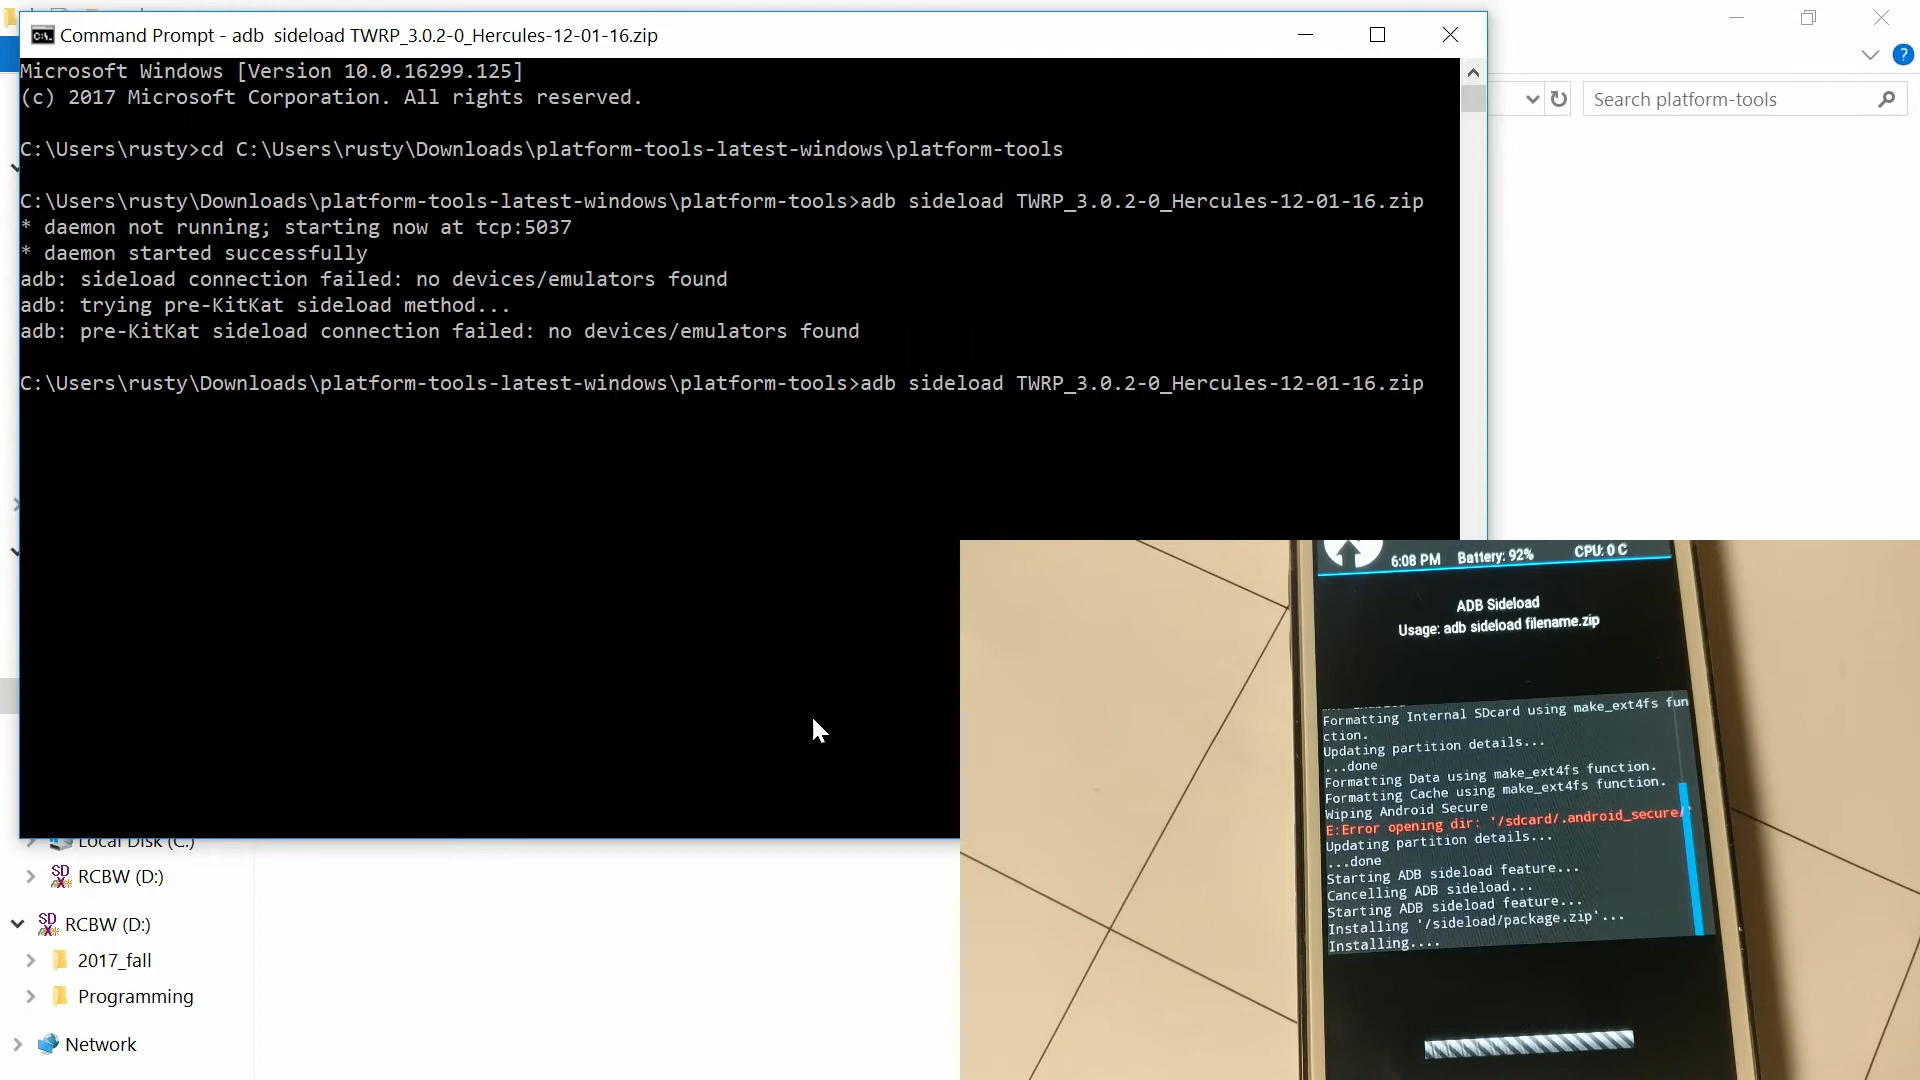 Command Prompt - adb  sideload TWRP_3.0.2-0_Hercules-12-01-16.zip
Microsoft Windows [Version 10.0.16299.125]
(c) 2017 Microsoft Corporation. All rights reserved.
C:\Users\rusty>cd C:\Users\rusty\Downloads\platform-tools-latest-windows\platform-tools
C:\Users\rusty\Downloads\platform-tools-latest-windows\platform-tools>adb sideload TWRP_3.0.2-0_Hercules-12-01-16.zip
* daemon not running; starting now at tcp:5037
* daemon started successfully
adb: sideload connection failed: no devices/emulators found
adb: trying pre-KitKat sideload method...
adb: pre-KitKat sideload connection failed: no devices/emulators found
C:\Users\rusty\Downloads\platform-tools-latest-windows\platform-tools>adb sideload TWRP_3.0.2-0_Hercules-12-01-16.zip
Search platform-tools
Local Disk (C:)
RCBW (D:)
RCBW (D:)
2017_fall
Programming
Network
6:08 PM Battery: 92% CPU: 0 C
ADB Sideload
Usage: adb sideload filename.zip
Formatting Internal SDcard using make_ext4fs fun
ction.
Updating partition details...
...done
Formatting Data using make_ext4fs function.
Formatting Cache using make_ext4fs function.
Wiping Android Secure
E:Error opening dir: '/sdcard/.android_secure/'
Updating partition details...
...done
Starting ADB sideload feature...
Cancelling ADB sideload...
Starting ADB sideload feature...
Installing '/sideload/package.zip'...
Installing....